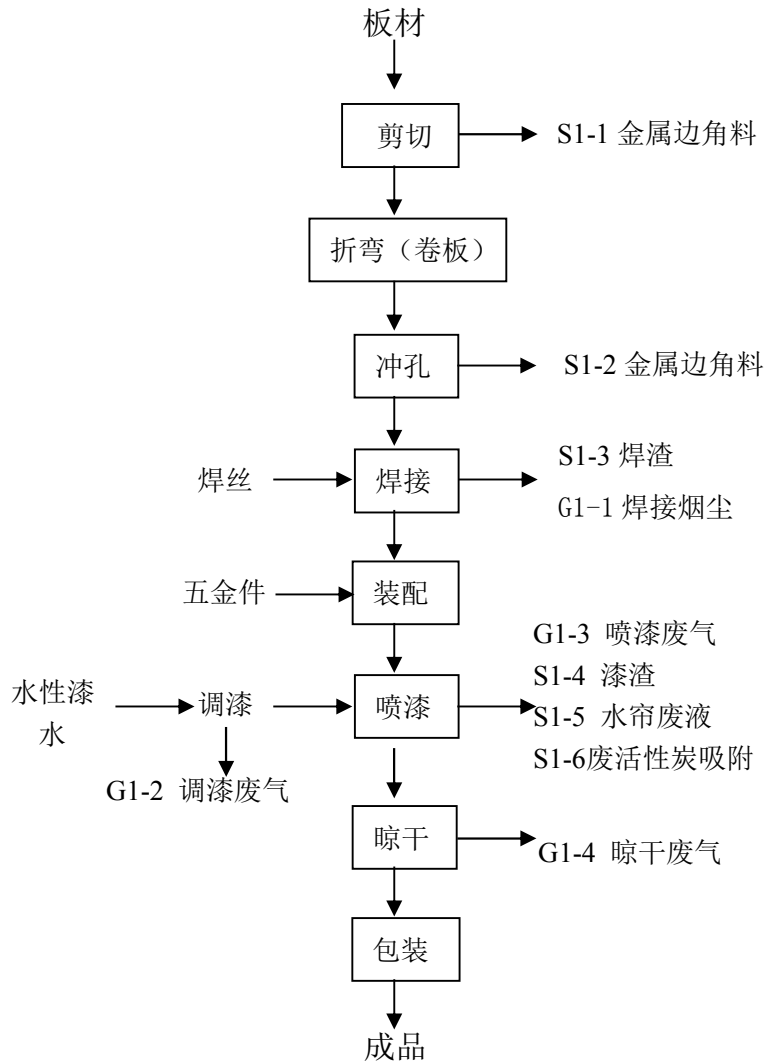 板材
剪切
S1-1 金属边角料
折弯（卷板）
冲孔
S1-2 金属边角料
焊丝
焊接
S1-3 焊渣
G1-1 焊接烟尘
五金件
装配
水性漆
水
调漆
喷漆
G1-3 喷漆废气
S1-4 漆渣
S1-5 水帘废液
S1-6废活性炭吸附
G1-2 调漆废气
晾干
G1-4 晾干废气
包装
成品